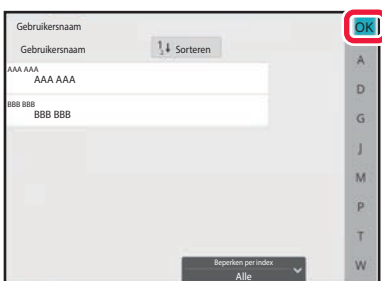 Gebruikersnaam
OK
Gebruikersnaam
Sorteren
AAA AAA
AAA AAA
BBB BBB
BBB BBB
A
D
G
J
M
P
T
W
Beperken per index
Alle